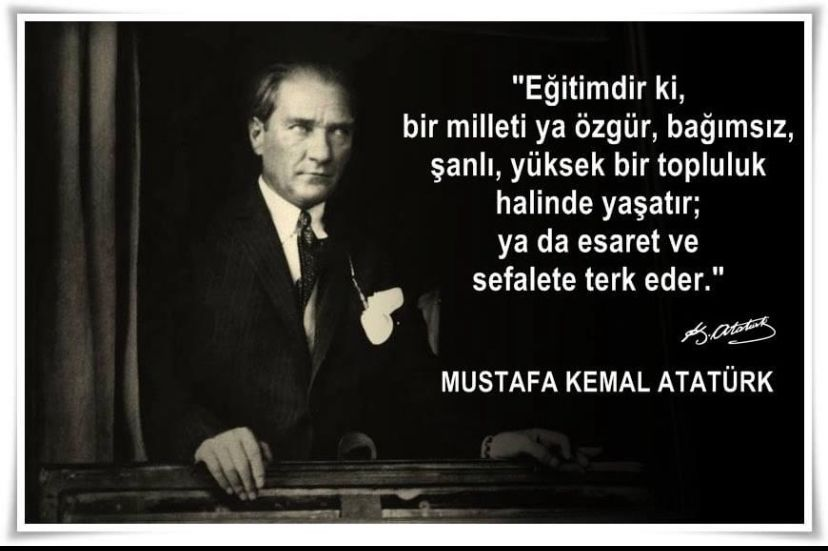 "Eğitimdir ki,
bir milleti ya özgür, bağımsız,
şanlı, yüksek bir topluluk
halinde yaşatır;
ya da esaret ve
sefalete terk eder."
K. Atatürk
MUSTAFA KEMAL ATATÜRK